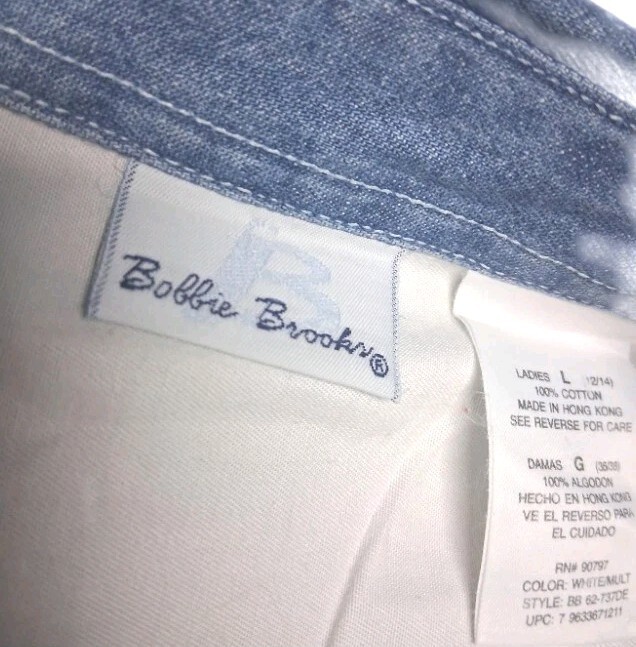 Bobbie Brooks®
LADIES L (12/14)
100% COTTON
MADE IN HONG KONG
SEE REVERSE FOR CARE
DAMAS G (36/38)
100% ALGODON
HECHO EN HONG KONG
VE EL REVERSO PARA
EL CUIDADO
RN# 90797
COLOR: WHITE/MULT
STYLE: BB 62-737DE
UPC: 7 9633671211